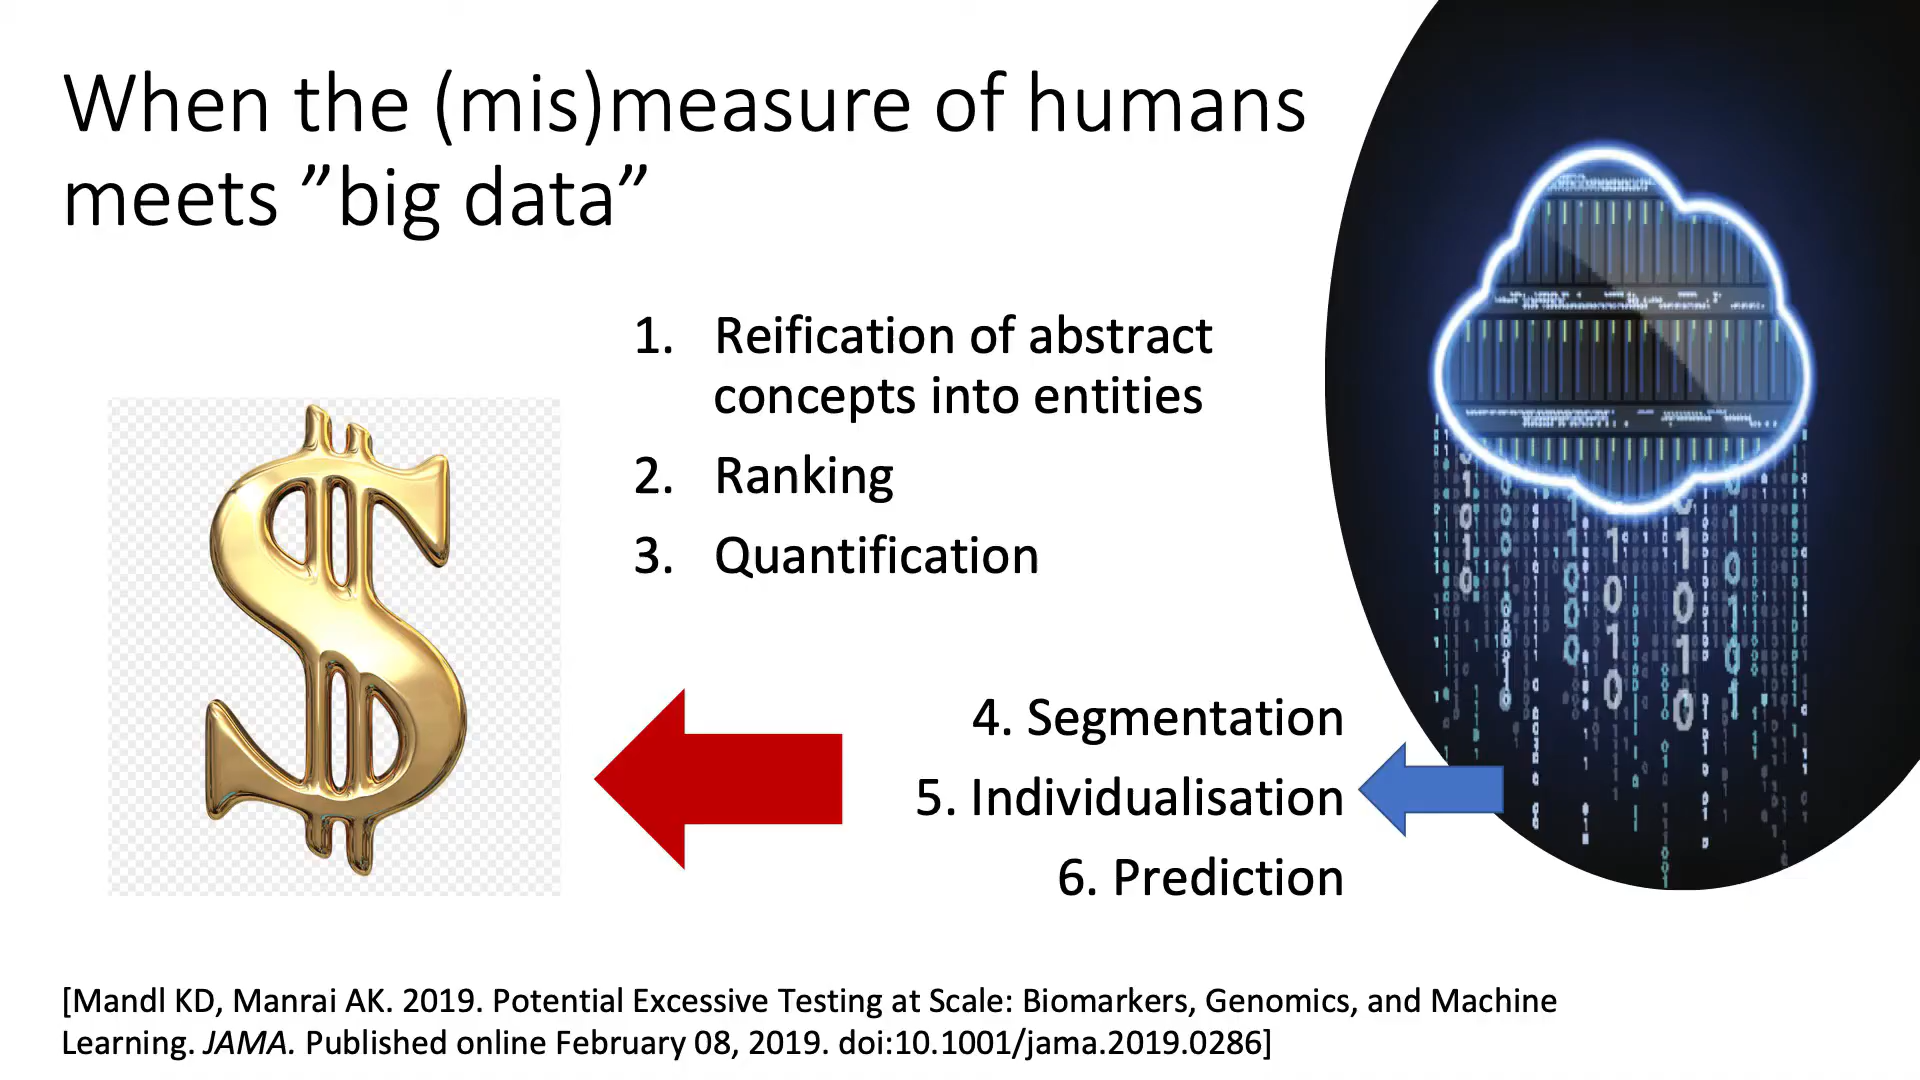 When the (mis)measure of humans
meets ”big data”
1. Reification of abstract
concepts into entities
2. Ranking
3. Quantification
4. Segmentation
5. Individualisation
6. Prediction
[Mandl KD, Manrai AK. 2019. Potential Excessive Testing at Scale: Biomarkers, Genomics, and Machine
Learning. JAMA. Published online February 08, 2019. doi:10.1001/jama.2019.0286]